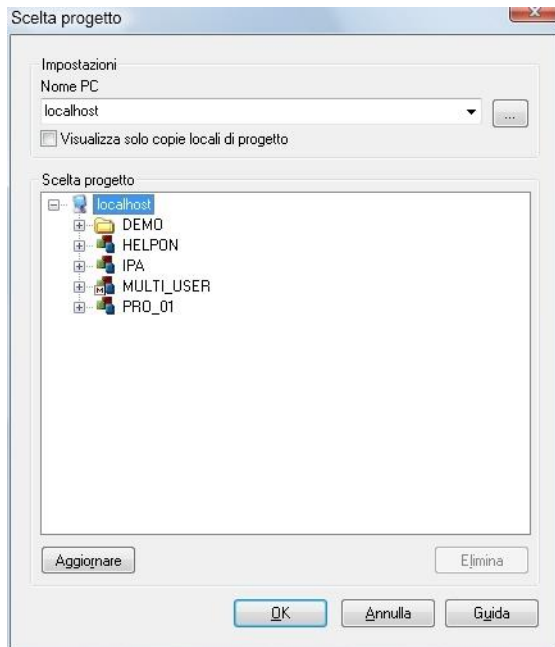 Scelta progetto
Impostazioni
Nome PC
localhost
...
Visualizza solo copie locali di progetto
Scelta progetto
localhost
DEMO
HELPON
IPA
M
MULTI_USER
PRO_01
Aggiornare
Elimina
OK
Annulla
Guida